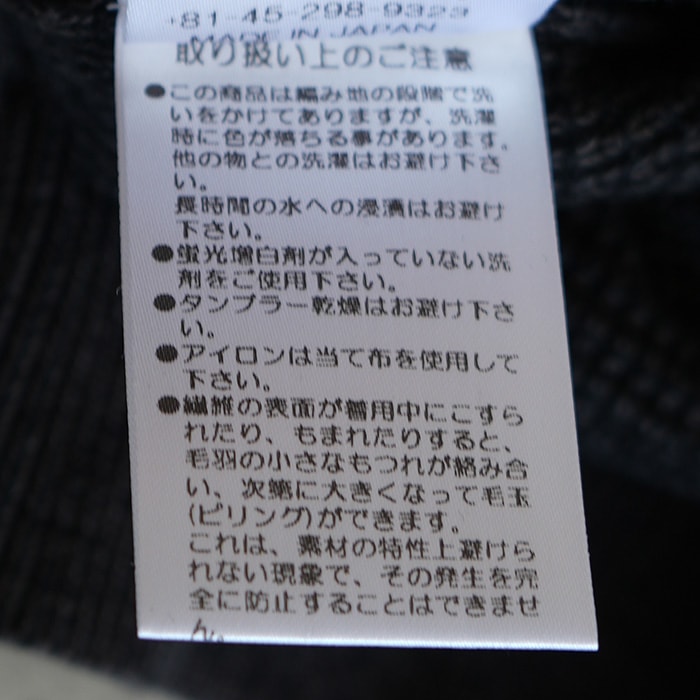 +81-45-298-9323
MADE IN JAPAN
取り扱い上のご注意
●この商品は編み地の段階で洗
いをかけてありますが、洗濯
時に色が落ちる事があります。
他の物との洗濯はお避け下さ
い。
長時間の水への浸漬はお避け
下さい。
●蛍光増白剤が入っていない洗
剤をご使用下さい。
●タンブラー乾燥はお避け下さ
い。
●アイロンは当て布を使用して
下さい。
●繊維の表面が着用中にこすら
れたり、もまれたりすると、
毛羽の小さなもつれが絡み合
い、次第に大きくなって毛玉
(ピリング)ができます。
これは、素材の特性上避けら
れない現象で、その発生を完
全に防止することはできませ
ん。